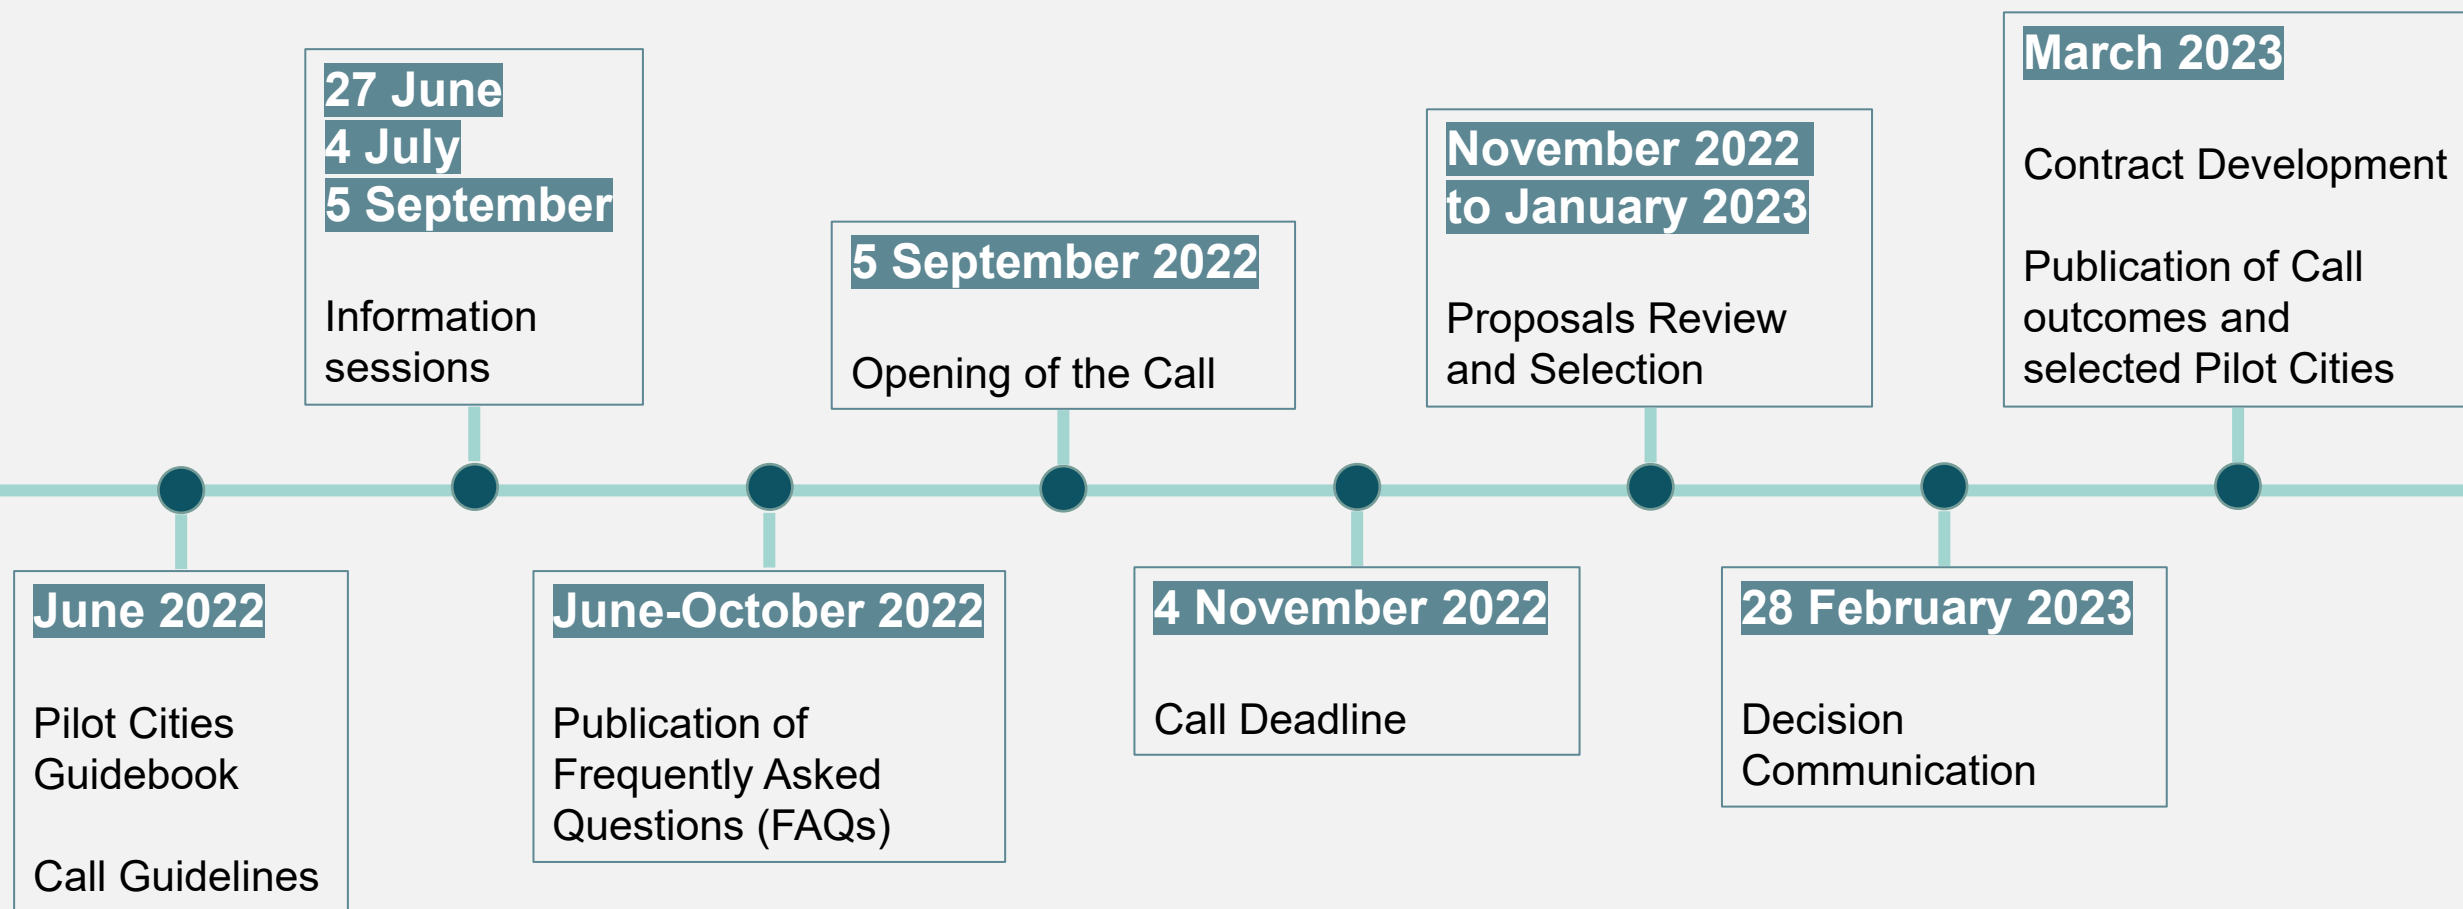 27 June
4 July
5 September
Information
sessions
5 September 2022
Opening of the Call
November 2022
to January 2023
Proposals Review
and Selection
March 2023
Contract Development
Publication of Call
outcomes and
selected Pilot Cities
June 2022
Pilot Cities
Guidebook
Call Guidelines
June-October 2022
Publication of
Frequently Asked
Questions (FAQs)
4 November 2022
Call Deadline
28 February 2023
Decision
Communication